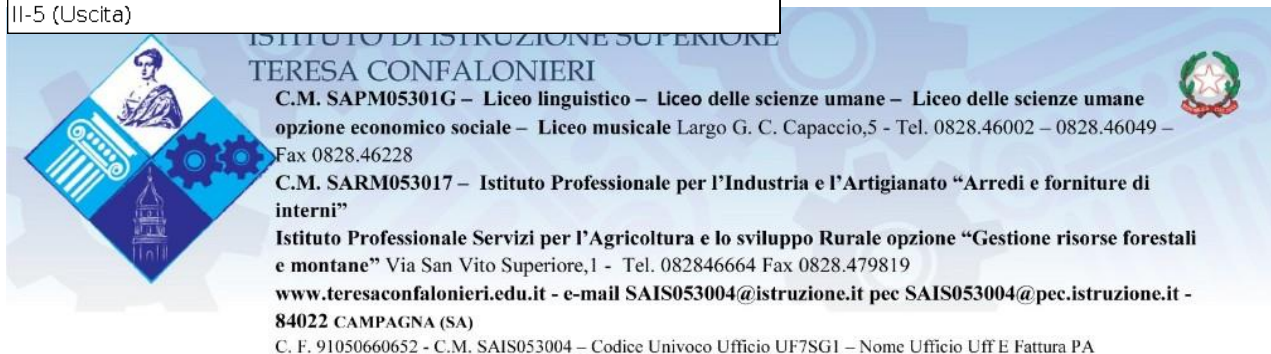 II-5 (Uscita)
ISTITUTO DI ISTRUZIONE SUPERIORE
TERESA CONFALONIERI
C.M. SAPM05301G – Liceo linguistico – Liceo delle scienze umane – Liceo delle scienze umane
opzione economico sociale – Liceo musicale Largo G. C. Capaccio,5 - Tel. 0828.46002 – 0828.46049 –
Fax 0828.46228
C.M. SARM053017 – Istituto Professionale per l'Industria e l'Artigianato “Arredi e forniture di
interni”
Istituto Professionale Servizi per l'Agricoltura e lo sviluppo Rurale opzione “Gestione risorse forestali
e montane” Via San Vito Superiore,1 - Tel. 082846664 Fax 0828.479819
www.teresaconfalonieri.edu.it - e-mail SAIS053004@istruzione.it pec SAIS053004@pec.istruzione.it -
84022 CAMPAGNA (SA)
C. F. 91050660652 - C.M. SAIS053004 – Codice Univoco Ufficio UF7SG1 – Nome Ufficio Uff E Fattura PA